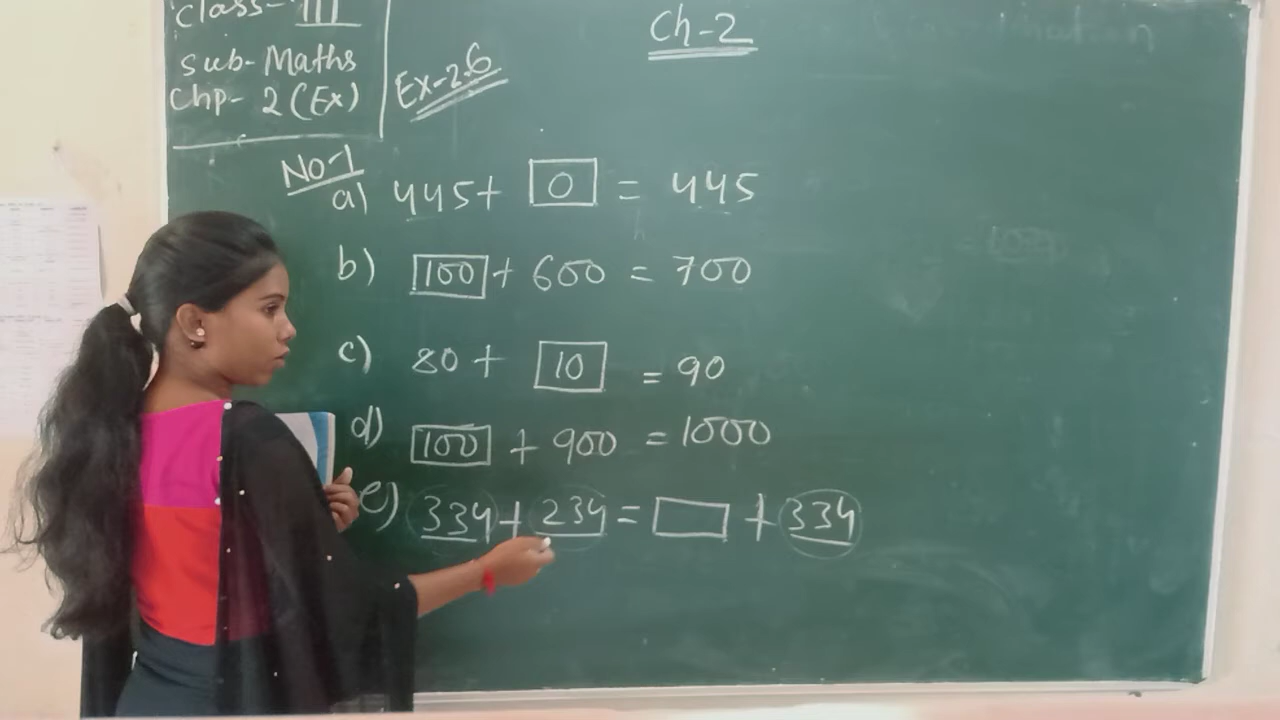 Class- III
Sub- Maths
Chp- 2 (Ex)
Ch-2
Ex-2.6
No-1
a) 445+ 0 = 445
b) 100 + 600 = 700
c) 80 + 10 = 90
d) 100 + 900 = 1000
e) 334 + 234 = + 334